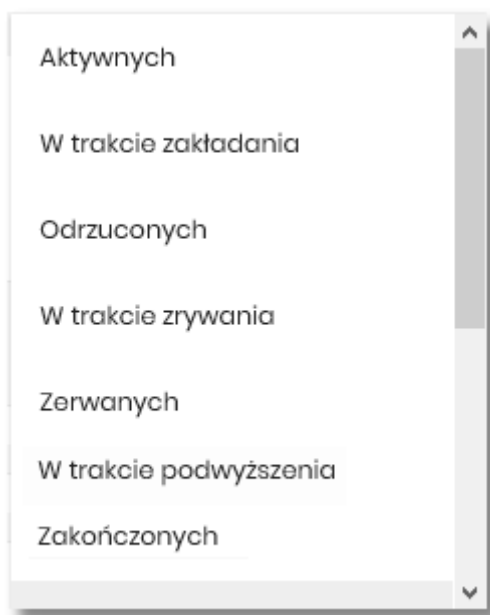 Aktywnych
W trakcie zakładania
Odrzuconych
W trakcie zrywania
Zerwanych
W trakcie podwyższenia
Zakończonych